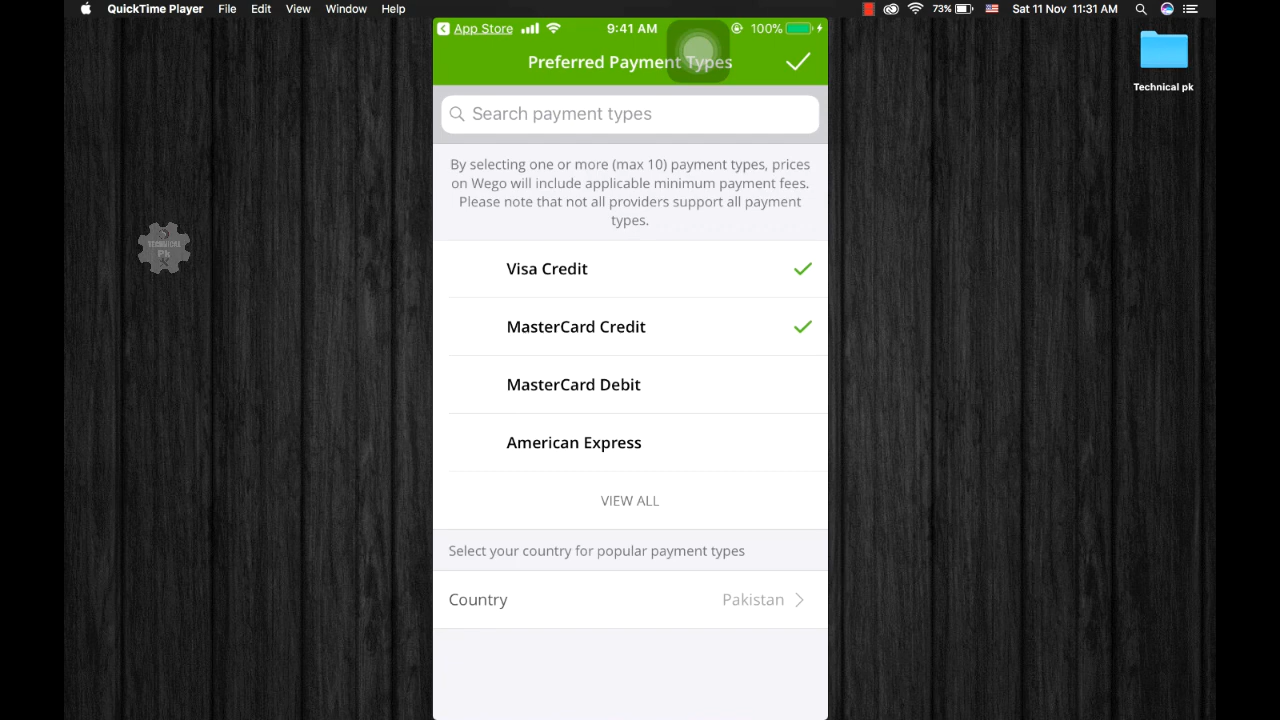 QuickTime Player File Edit View Window Help 73% Sat 11 Nov 11:31 AM
App Store 9:41 AM 100%
Preferred Payment Types
Search payment types
By selecting one or more (max 10) payment types, prices
on Wego will include applicable minimum payment fees.
Please note that not all providers support all payment
types.
Visa Credit
MasterCard Credit
MasterCard Debit
American Express
VIEW ALL
Select your country for popular payment types
Country Pakistan
Technical pk
TECHNICAL
Pk